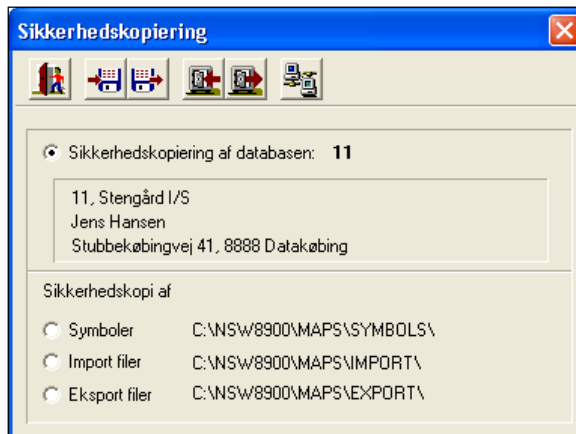 Sikkerhedskopiering
Sikkerhedskopiering af databasen: 11
11, Stengård I/S
Jens Hansen
Stubbekøbingvej 41, 8888 Datakøbing
Sikkerhedskopi af
Symboler C:\NSW8900\MAPS\SYMBOLS\
Import filer C:\NSW8900\MAPS\IMPORT\
Eksport filer C:\NSW8900\MAPS\EXPORT\